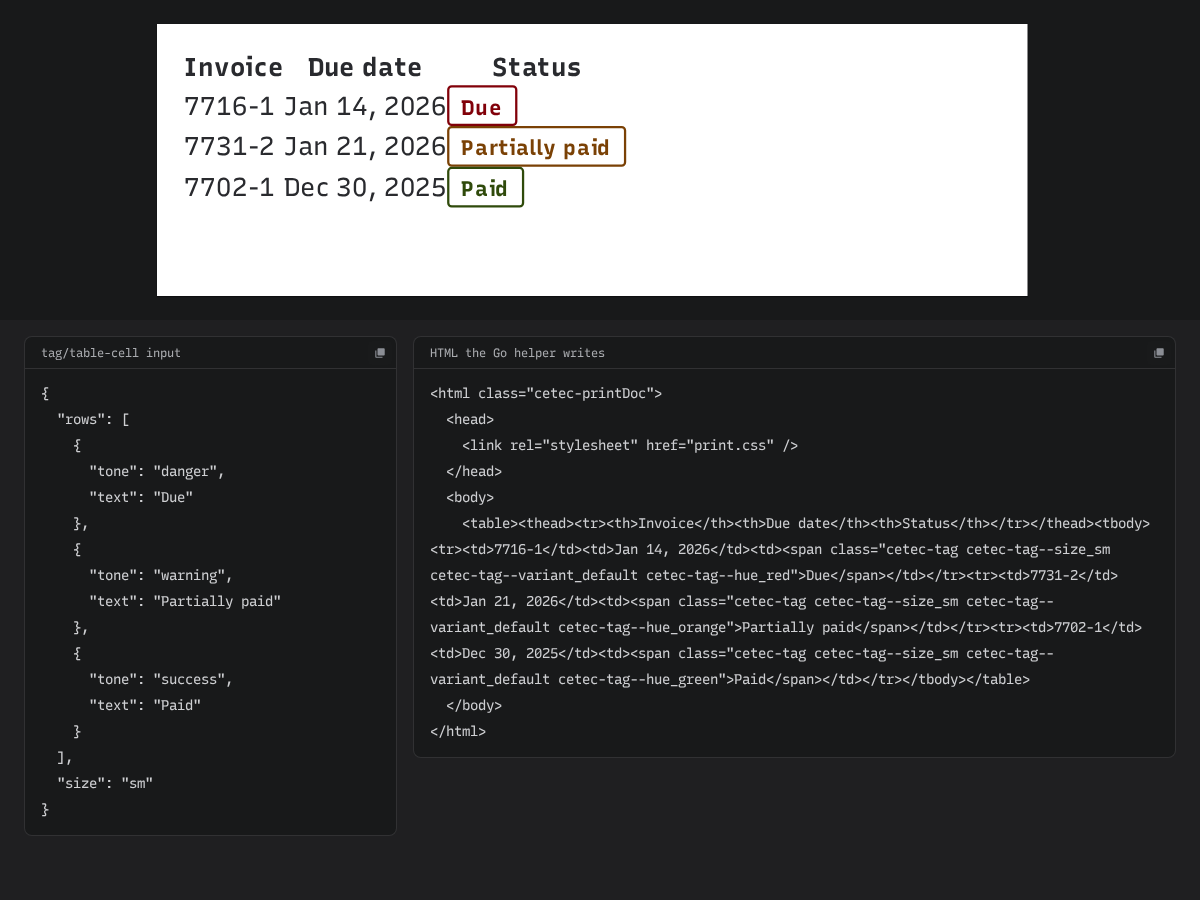 Invoice Due date Status
7716-1 Jan 14, 2026 Due
7731-2 Jan 21, 2026 Partially paid
7702-1 Dec 30, 2025 Paid
tag/table-cell input
{
  "rows": [
    {
      "tone": "danger",
      "text": "Due"
    },
    {
      "tone": "warning",
      "text": "Partially paid"
    },
    {
      "tone": "success",
      "text": "Paid"
    }
  ],
  "size": "sm"
}
HTML the Go helper writes
<html class="cetec-printDoc">
  <head>
    <link rel="stylesheet" href="print.css" />
  </head>
  <body>
    <table><thead><tr><th>Invoice</th><th>Due date</th><th>Status</th></tr></thead><tbody>
<tr><td>7716-1</td><td>Jan 14, 2026</td><td><span class="cetec-tag cetec-tag--size_sm
cetec-tag--variant_default cetec-tag--hue_red">Due</span></td></tr><tr><td>7731-2</td>
<td>Jan 21, 2026</td><td><span class="cetec-tag cetec-tag--size_sm cetec-tag--
variant_default cetec-tag--hue_orange">Partially paid</span></td></tr><tr><td>7702-1</td>
<td>Dec 30, 2025</td><td><span class="cetec-tag cetec-tag--size_sm cetec-tag--
variant_default cetec-tag--hue_green">Paid</span></td></tr></tbody></table>
  </body>
</html>